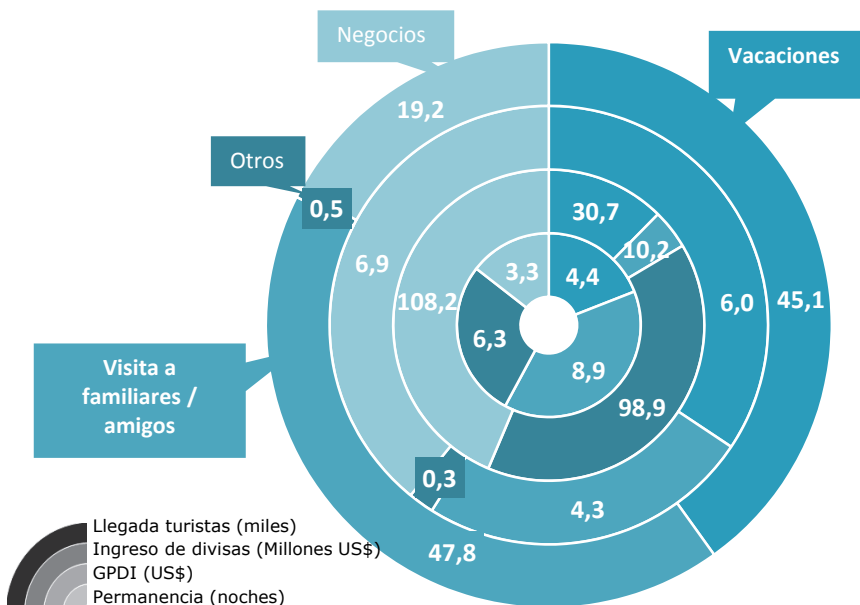 Negocios
Vacaciones
19,2
Otros
0,5
30,7
10,2
6,9
3,3
4,4
108,2
6,0
45,1
6,3
8,9
Visita a
familiares /
amigos
98,9
0,3
4,3
47,8
Llegada turistas (miles)
Ingreso de divisas (Millones US$)
GPDI (US$)
Permanencia (noches)